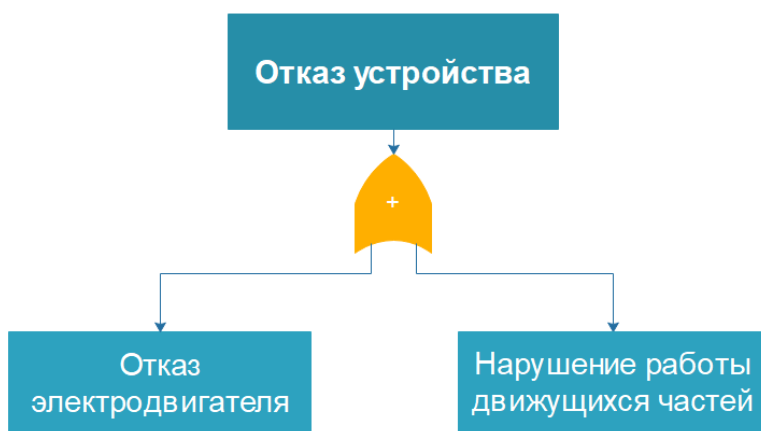 Отказ устройства
+
Отказ
электродвигателя
Нарушение работы
движущихся частей